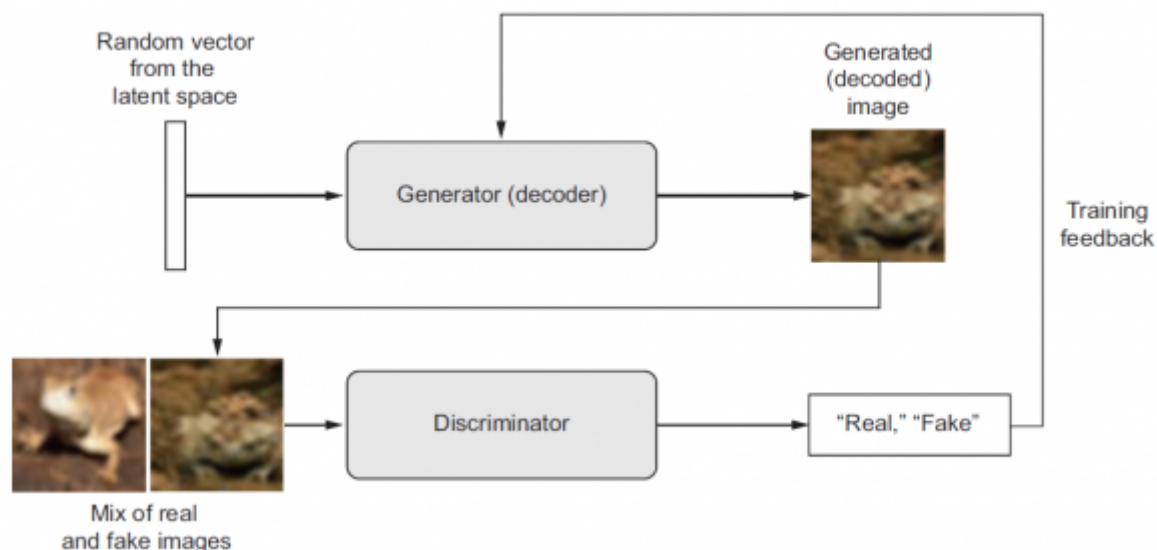 Random vector
from the
latent space
Generator (decoder)
Generated
(decoded)
image
Training
feedback
Discriminator
“Real,” “Fake”
Mix of real
and fake images